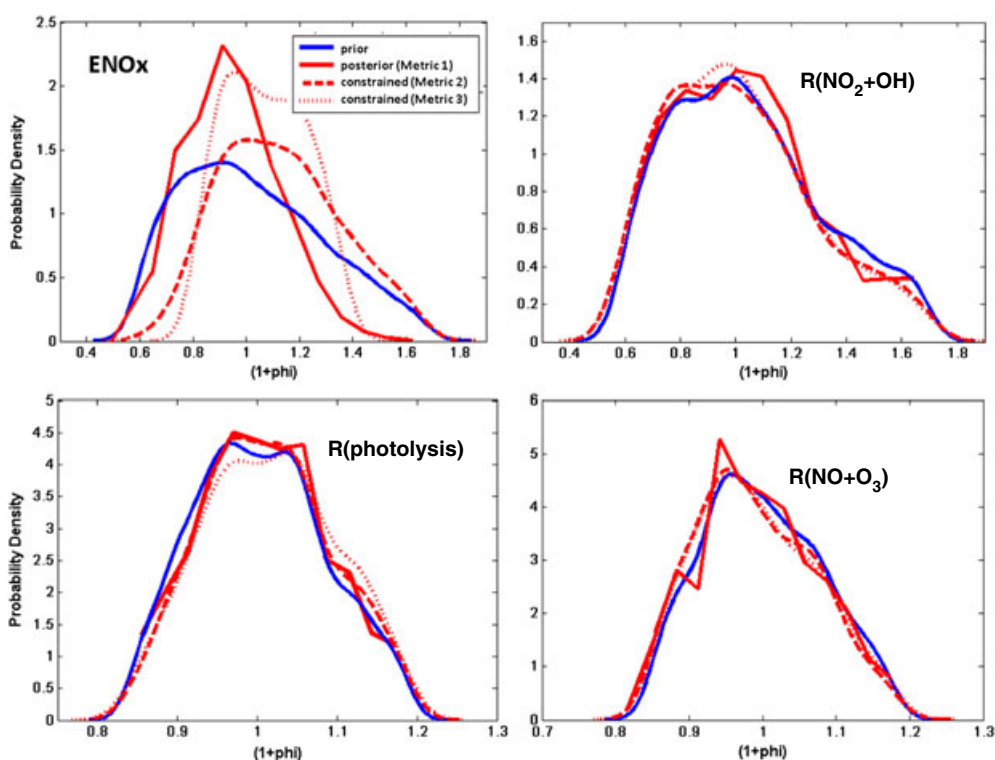 ENOx
prior
posterior (Metric 1)
constrained (Metric 2)
constrained (Metric 3)
Probability Density
2.5
2
1.5
1
0.5
0
0.4 0.6 0.8 1 1.2 1.4 1.6 1.8
(1+phi)
R(NO2+OH)
1.6
1.4
1.2
1
0.8
0.6
0.4
0.2
0
0.4 0.6 0.8 1 1.2 1.4 1.6 1.8
(1+phi)
R(photolysis)
Probability Density
5
4.5
4
3.5
3
2.5
2
1.5
1
0.5
0
0.8 0.9 1 1.1 1.2 1.3
(1+phi)
R(NO+O3)
6
5
4
3
2
1
0
0.7 0.8 0.9 1 1.1 1.2 1.3
(1+phi)